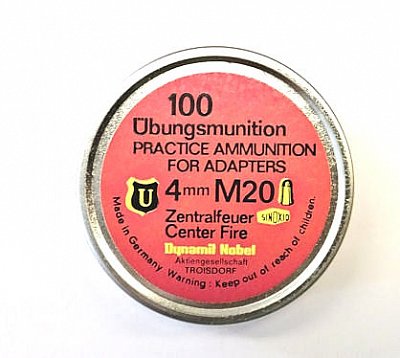 100
Übungsmunition
PRACTICE AMMUNITION
FOR ADAPTERS
U 4mm M20
Zentralfeuer SINOXID
Center Fire
Dynamit Nobel
Aktiengesellschaft
TROISDORF
Made in Germany. Warning: Keep out of reach of children.